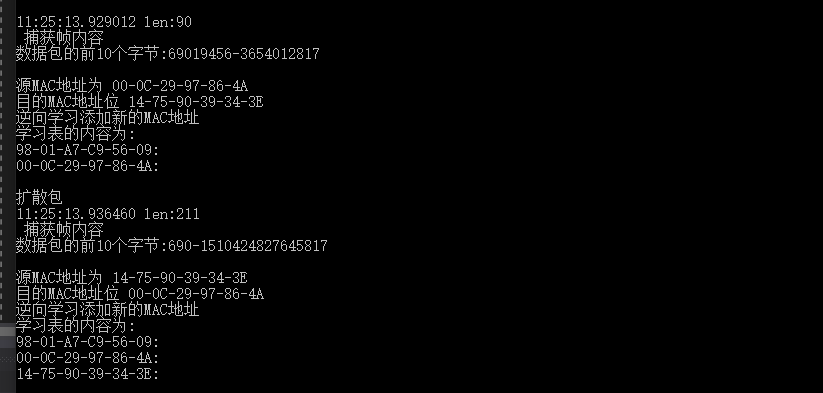 11:25:13.929012 len:90
捕获帧内容
数据包的前10个字节:69019456-3654012817
源MAC地址为 00-0C-29-97-86-4A
目的MAC地址位 14-75-90-39-34-3E
逆向学习添加新的MAC地址
学习表的内容为:
98-01-A7-C9-56-09:
00-0C-29-97-86-4A:
扩散包
11:25:13.936460 len:211
捕获帧内容
数据包的前10个字节:690-1510424827645817
源MAC地址为 14-75-90-39-34-3E
目的MAC地址位 00-0C-29-97-86-4A
逆向学习添加新的MAC地址
学习表的内容为:
98-01-A7-C9-56-09:
00-0C-29-97-86-4A:
14-75-90-39-34-3E: